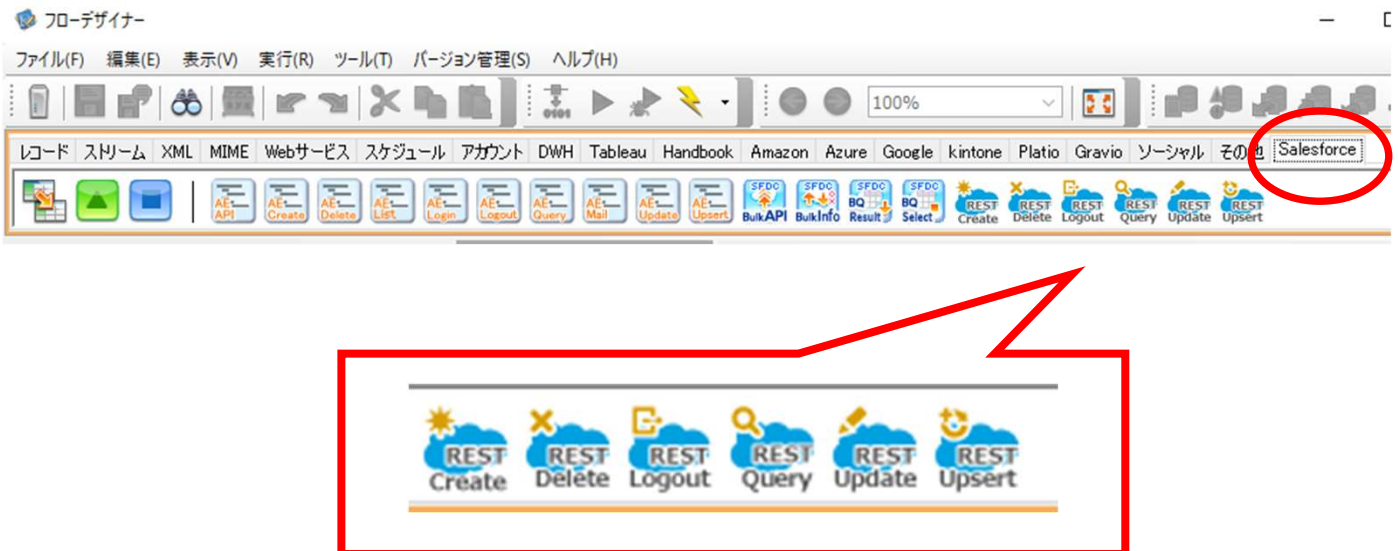 フローデザイナー
ファイル(F) 編集(E) 表示(V) 実行(R) ツール(T) バージョン管理(S) ヘルプ(H)
0101 100%
レコード ストリーム XML MIME Webサービス スケジュール アカウント DWH Tableau Handbook Amazon Azure Google kintone Platio Gravio ソーシャル その他 Salesforce
AE API AE Create AE Delete AE List AE Login AE Logout AE Query AE Mail AE Update AE Upsert SFDC BulkAPI SFDC BulkInfo SFDC BQ Result SFDC BQ Select REST Create REST Delete REST Logout REST Query REST Update REST Upsert
REST REST REST REST REST REST
Create Delete Logout Query Update Upsert